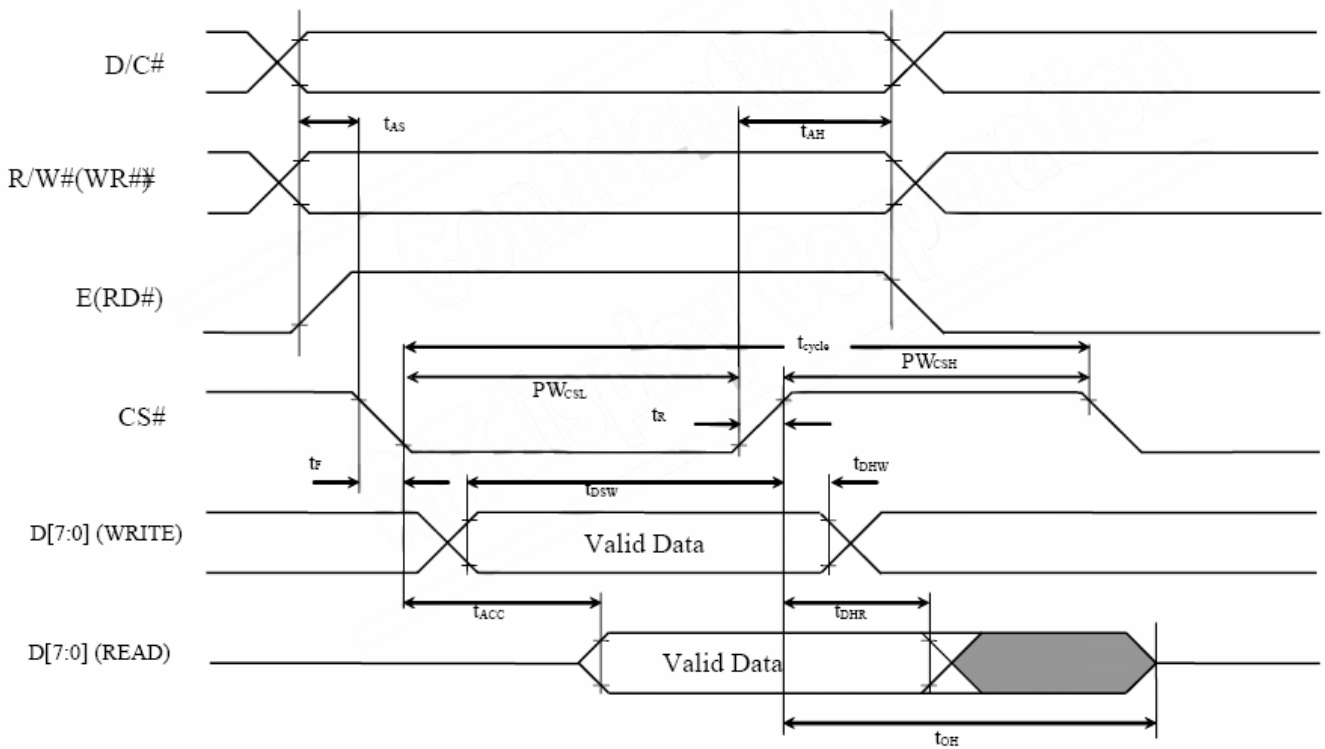 D/C#
tAS
tAH
R/W#(WR##)
E(RD#)
tcycle
PWCSH
PWCSL
CS#
tR
tF
tDHW
tDSW
D[7:0] (WRITE)
Valid Data
tACC
tDHR
D[7:0] (READ)
Valid Data
tOH